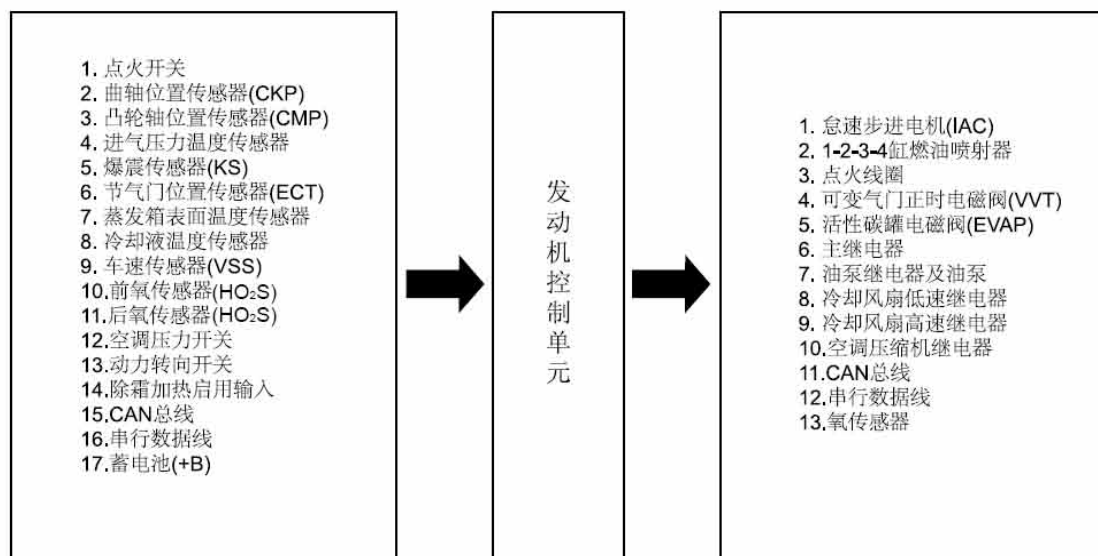 1. 点火开关
2. 曲轴位置传感器(CKP)
3. 凸轮轴位置传感器(CMP)
4. 进气压力温度传感器
5. 爆震传感器(KS)
6. 节气门位置传感器(ECT)
7. 蒸发箱表面温度传感器
8. 冷却液温度传感器
9. 车速传感器(VSS)
10.前氧传感器(HO₂S)
11.后氧传感器(HO₂S)
12.空调压力开关
13.动力转向开关
14.除霜加热启用输入
15.CAN总线
16.串行数据线
17.蓄电池(+B)
发动机控制单元
1. 怠速步进电机(IAC)
2. 1-2-3-4缸燃油喷射器
3. 点火线圈
4. 可变气门正时电磁阀(VVT)
5. 活性碳罐电磁阀(EVAP)
6. 主继电器
7. 油泵继电器及油泵
8. 冷却风扇低速继电器
9. 冷却风扇高速继电器
10.空调压缩机继电器
11.CAN总线
12.串行数据线
13.氧传感器